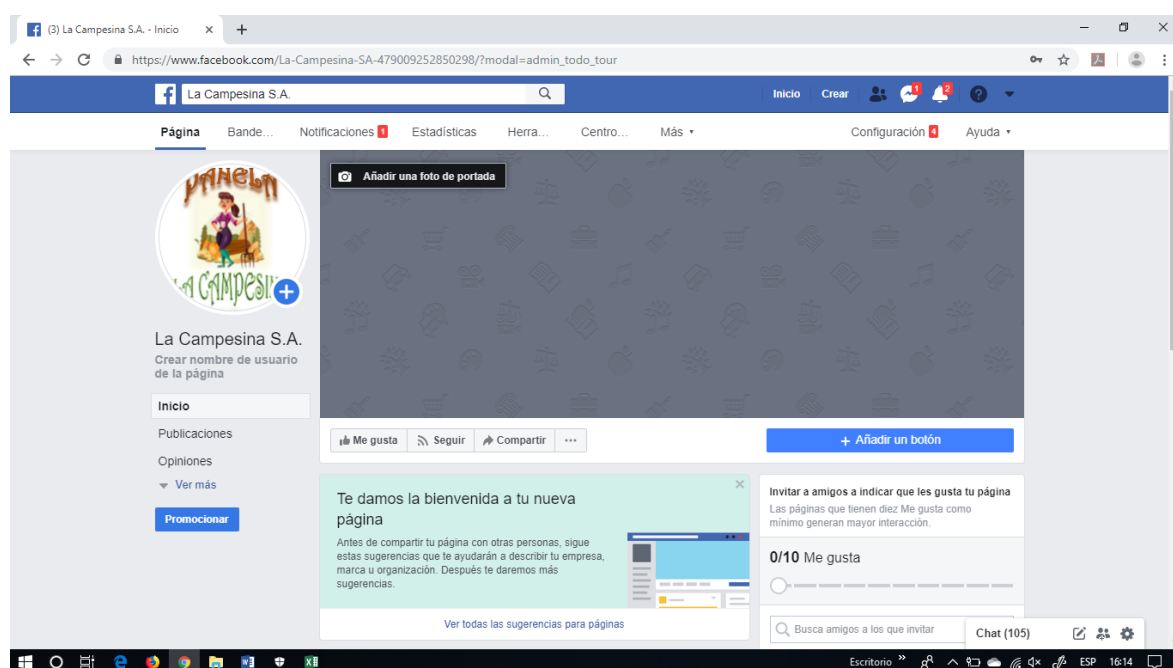 (3) La Campesina S.A. - Inicio
https://www.facebook.com/La-Campesina-SA-479009252850298/?modal=admin_todo_tour
La Campesina S.A.
Inicio Crear 1 2
Página Bande... Notificaciones 1 Estadísticas Herra... Centro... Más Configuración 4 Ayuda
PANELA
LA CAMPESI
Añadir una foto de portada
La Campesina S.A.
Crear nombre de usuario
de la página
Inicio
Publicaciones
Opiniones
Ver más
Promocionar
Me gusta Seguir Compartir ...
+ Añadir un botón
Te damos la bienvenida a tu nueva
página
Antes de compartir tu página con otras personas, sigue
estas sugerencias que te ayudarán a describir tu empresa,
marca u organización. Después te daremos más
sugerencias.
Ver todas las sugerencias para páginas
Invitar a amigos a indicar que les gusta tu página
Las páginas que tienen diez Me gusta como
mínimo generan mayor interacción.
0/10 Me gusta
Busca amigos a los que invitar
Chat (105)
Escritorio ESP 16:14